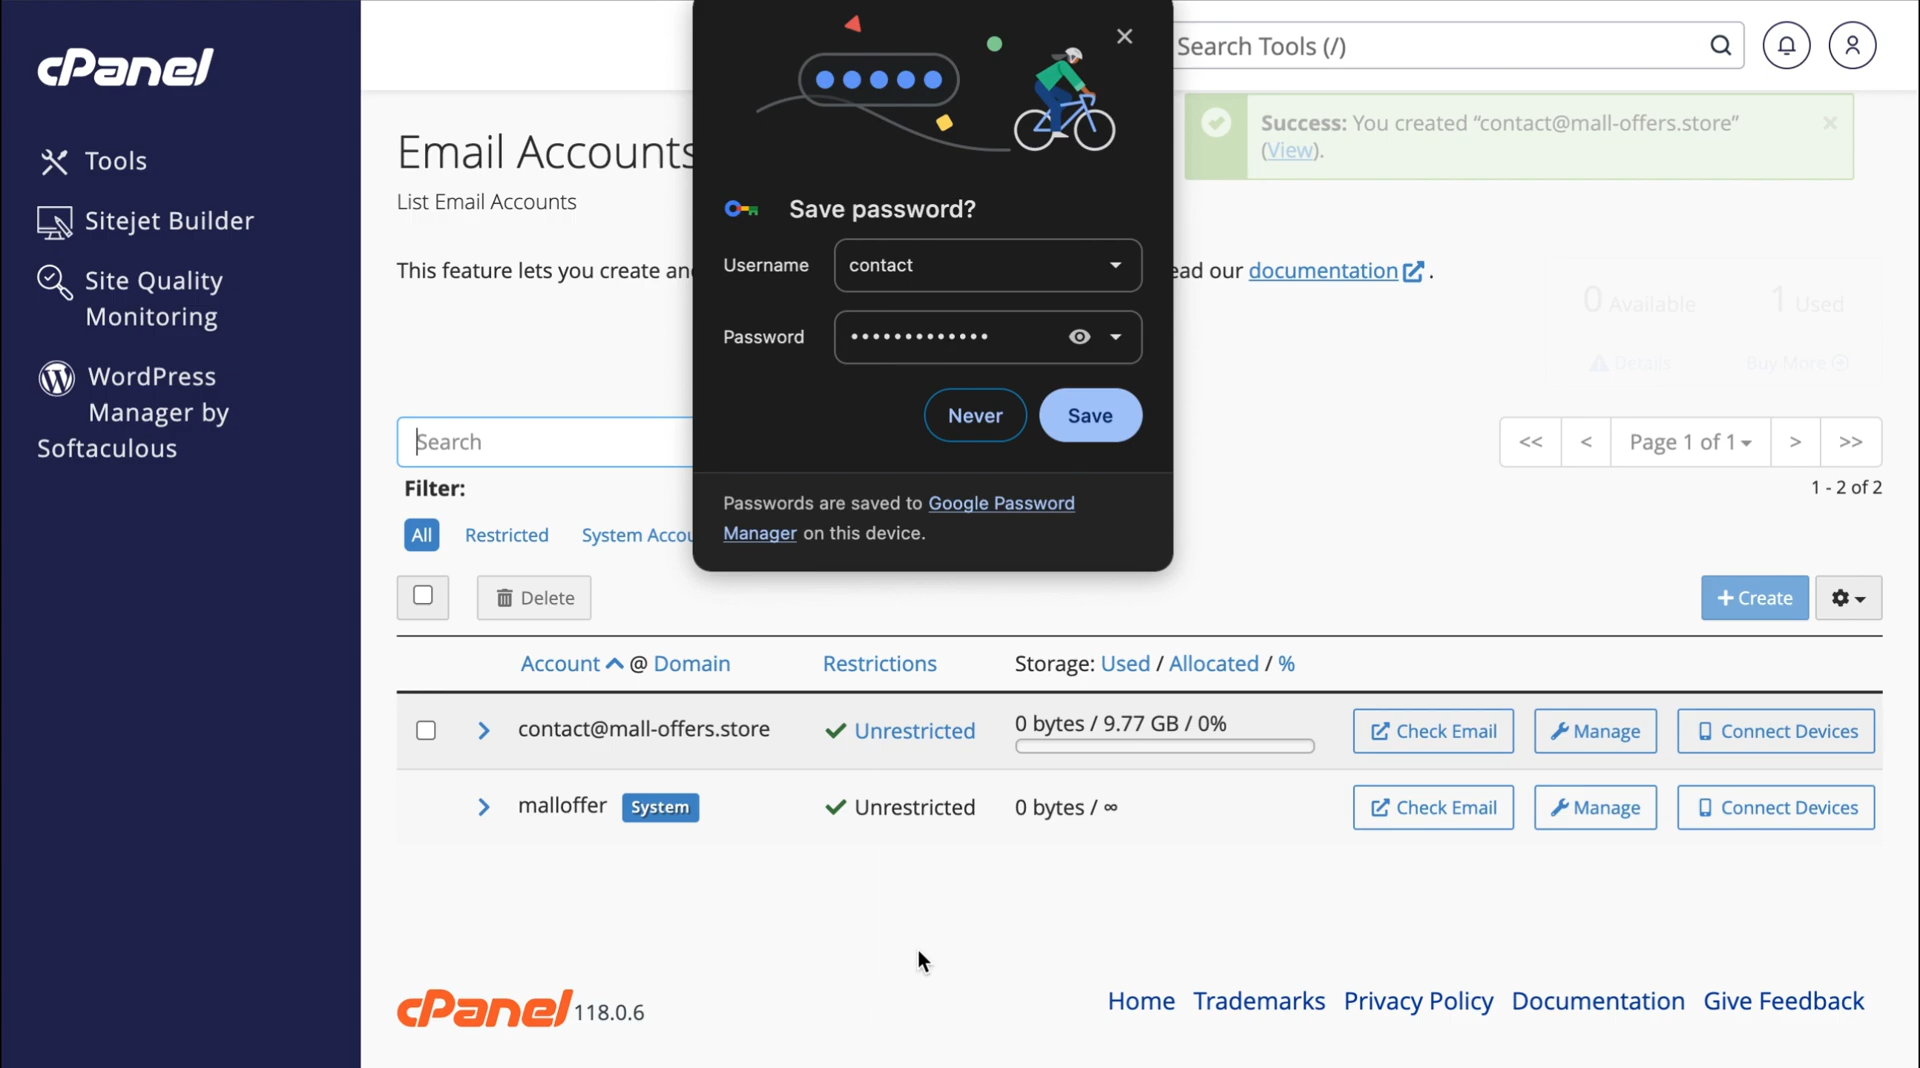 cPanel
Tools
Sitejet Builder
Site Quality
Monitoring
WordPress
Manager by
Softaculous
Search Tools (/)
Success: You created “contact@mall-offers.store”
(View).
Email Accounts
List Email Accounts
This feature lets you create an
ead our documentation .
0 Available
1 Used
Details
Buy More
Save password?
Username
contact
Password
•••••••••••••
Never
Save
Passwords are saved to Google Password
Manager on this device.
Search
<< < Page 1 of 1 > >>
1 - 2 of 2
Filter:
All Restricted System Accou
Delete
+ Create
Account @ Domain Restrictions Storage: Used / Allocated / %
contact@mall-offers.store Unrestricted 0 bytes / 9.77 GB / 0% Check Email Manage Connect Devices
malloffer System Unrestricted 0 bytes / ∞ Check Email Manage Connect Devices
cPanel 118.0.6
Home Trademarks Privacy Policy Documentation Give Feedback